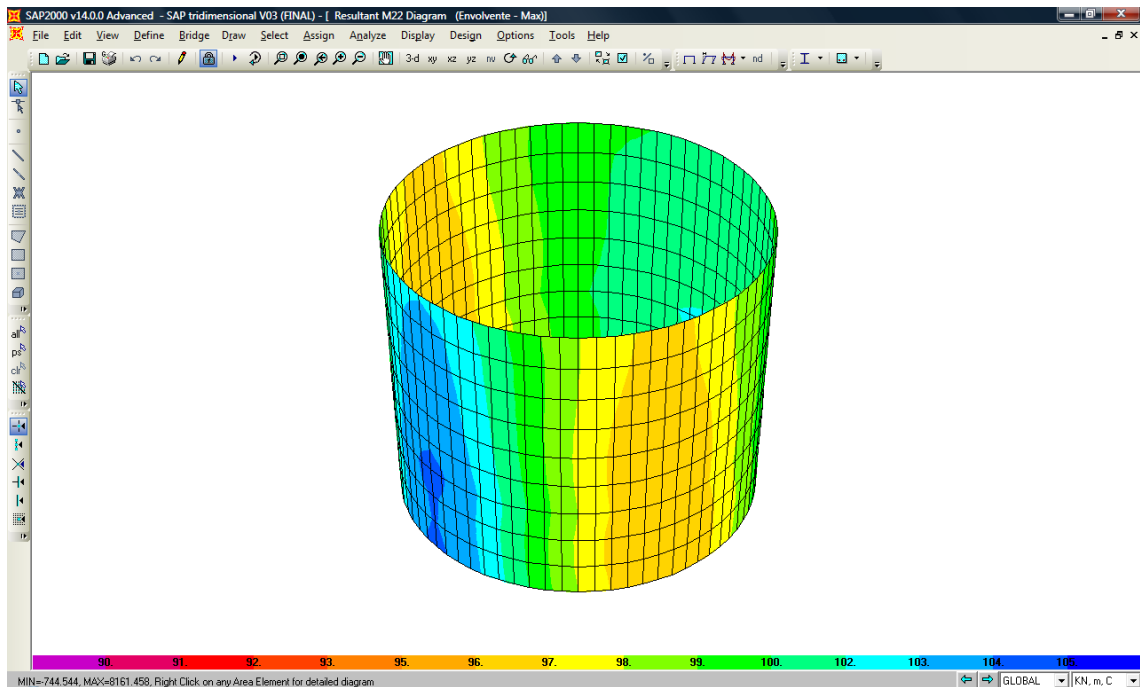 SAP2000 v14.0.0 Advanced - SAP tridimensional V03 (FINAL) - [ Resultant M22 Diagram (Envolvente - Max)]
File Edit View Define Bridge Draw Select Assign Analyze Display Design Options Tools Help
3-d xy xz yz nv nd
all
ps
clr
90. 91. 92. 93. 95. 96. 97. 98. 99. 100. 102. 103. 104.
MIN=-744.544, MAX=8161.458, Right Click on any Area Element for detailed diagram GLOBAL KN, m, C